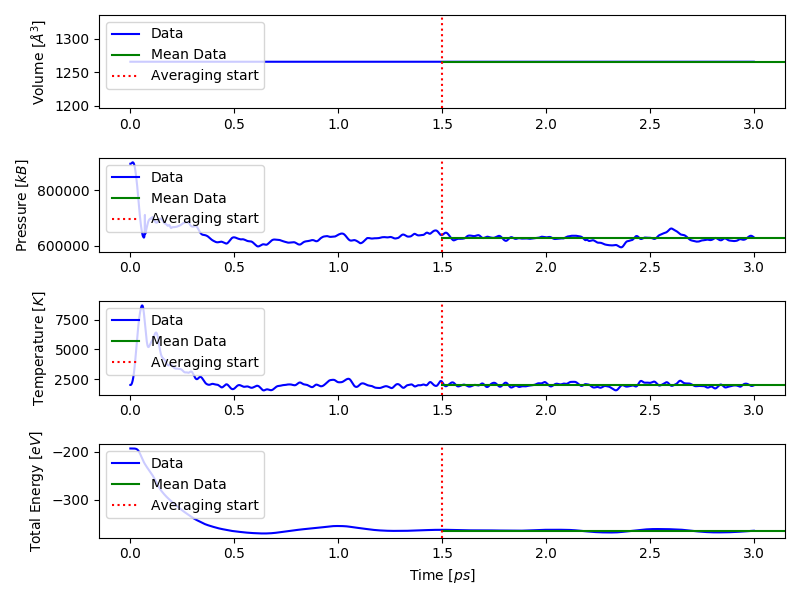 Volume [Å³]
1300
1250
1200
Data
Mean Data
Averaging start
0.0 0.5 1.0 1.5 2.0 2.5 3.0
Pressure [kB]
800000
600000
Data
Mean Data
Averaging start
0.0 0.5 1.0 1.5 2.0 2.5 3.0
Temperature [K]
7500
5000
2500
Data
Mean Data
Averaging start
0.0 0.5 1.0 1.5 2.0 2.5 3.0
Total Energy [eV]
−200
−300
Data
Mean Data
Averaging start
0.0 0.5 1.0 1.5 2.0 2.5 3.0
Time [ps]